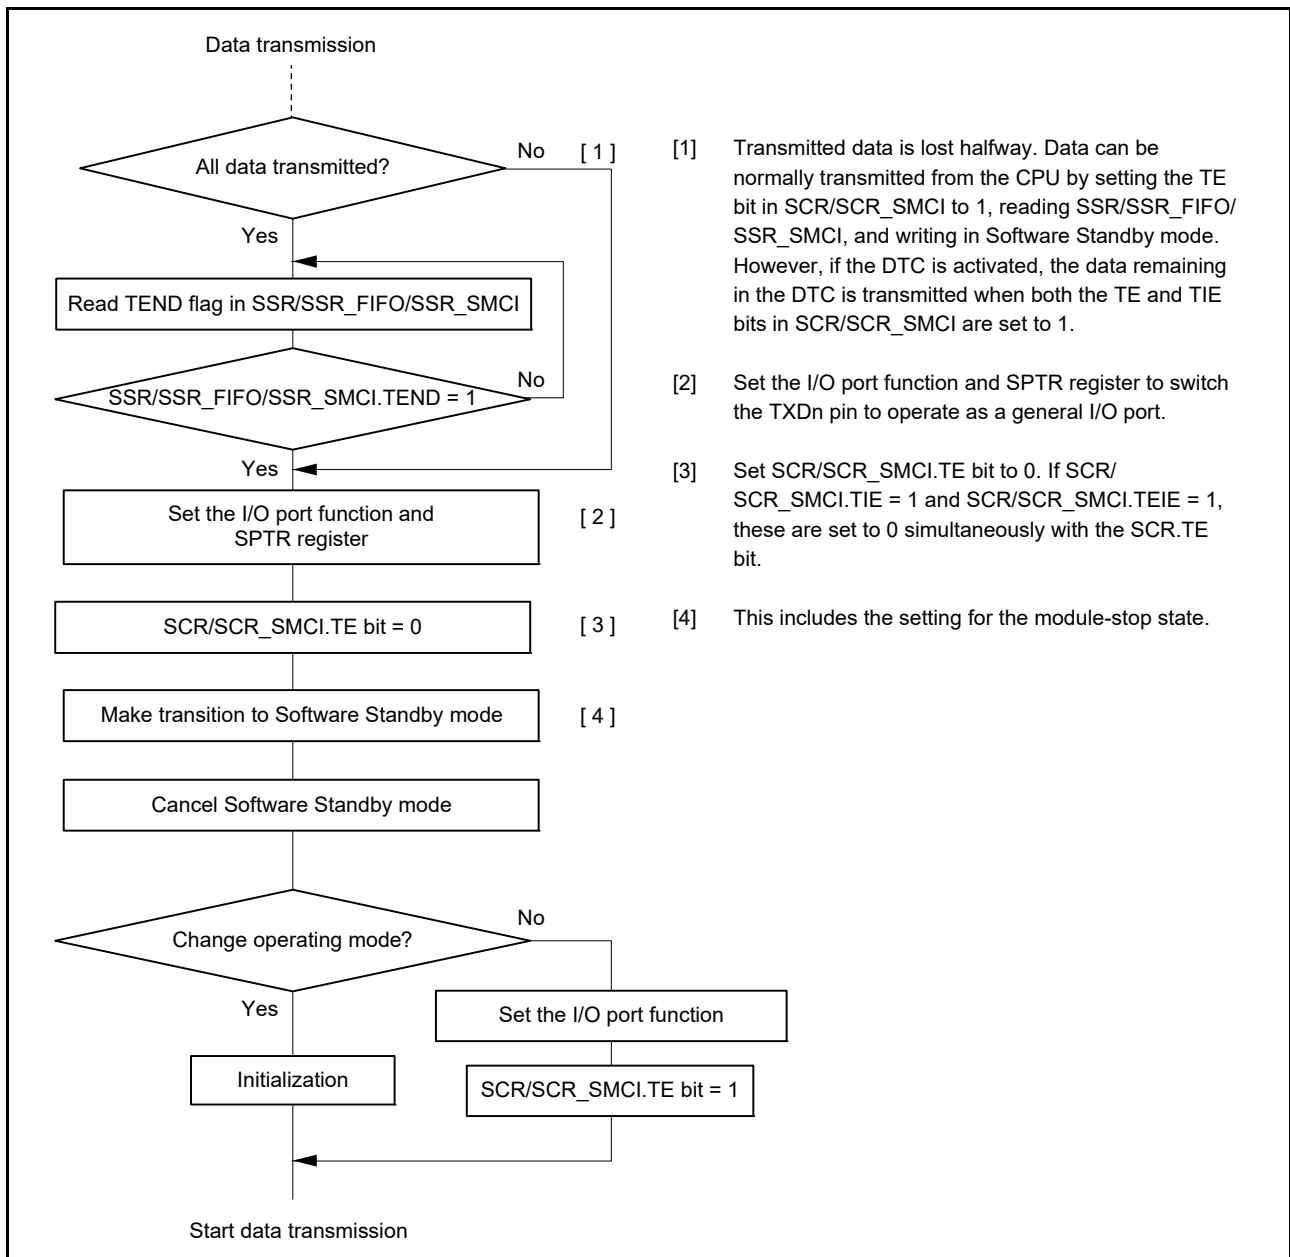 Data transmission
All data transmitted?
No
[ 1 ]
Yes
Read TEND flag in SSR/SSR_FIFO/SSR_SMCI
SSR/SSR_FIFO/SSR_SMCI.TEND = 1
No
Yes
Set the I/O port function and
SPTR register
[ 2 ]
SCR/SCR_SMCI.TE bit = 0
[ 3 ]
Make transition to Software Standby mode
[ 4 ]
Cancel Software Standby mode
Change operating mode?
No
Yes
Set the I/O port function
Initialization
SCR/SCR_SMCI.TE bit = 1
Start data transmission
[1] Transmitted data is lost halfway. Data can be
normally transmitted from the CPU by setting the TE
bit in SCR/SCR_SMCI to 1, reading SSR/SSR_FIFO/
SSR_SMCI, and writing in Software Standby mode.
However, if the DTC is activated, the data remaining
in the DTC is transmitted when both the TE and TIE
bits in SCR/SCR_SMCI are set to 1.
[2] Set the I/O port function and SPTR register to switch
the TXDn pin to operate as a general I/O port.
[3] Set SCR/SCR_SMCI.TE bit to 0. If SCR/
SCR_SMCI.TIE = 1 and SCR/SCR_SMCI.TEIE = 1,
these are set to 0 simultaneously with the SCR.TE
bit.
[4] This includes the setting for the module-stop state.